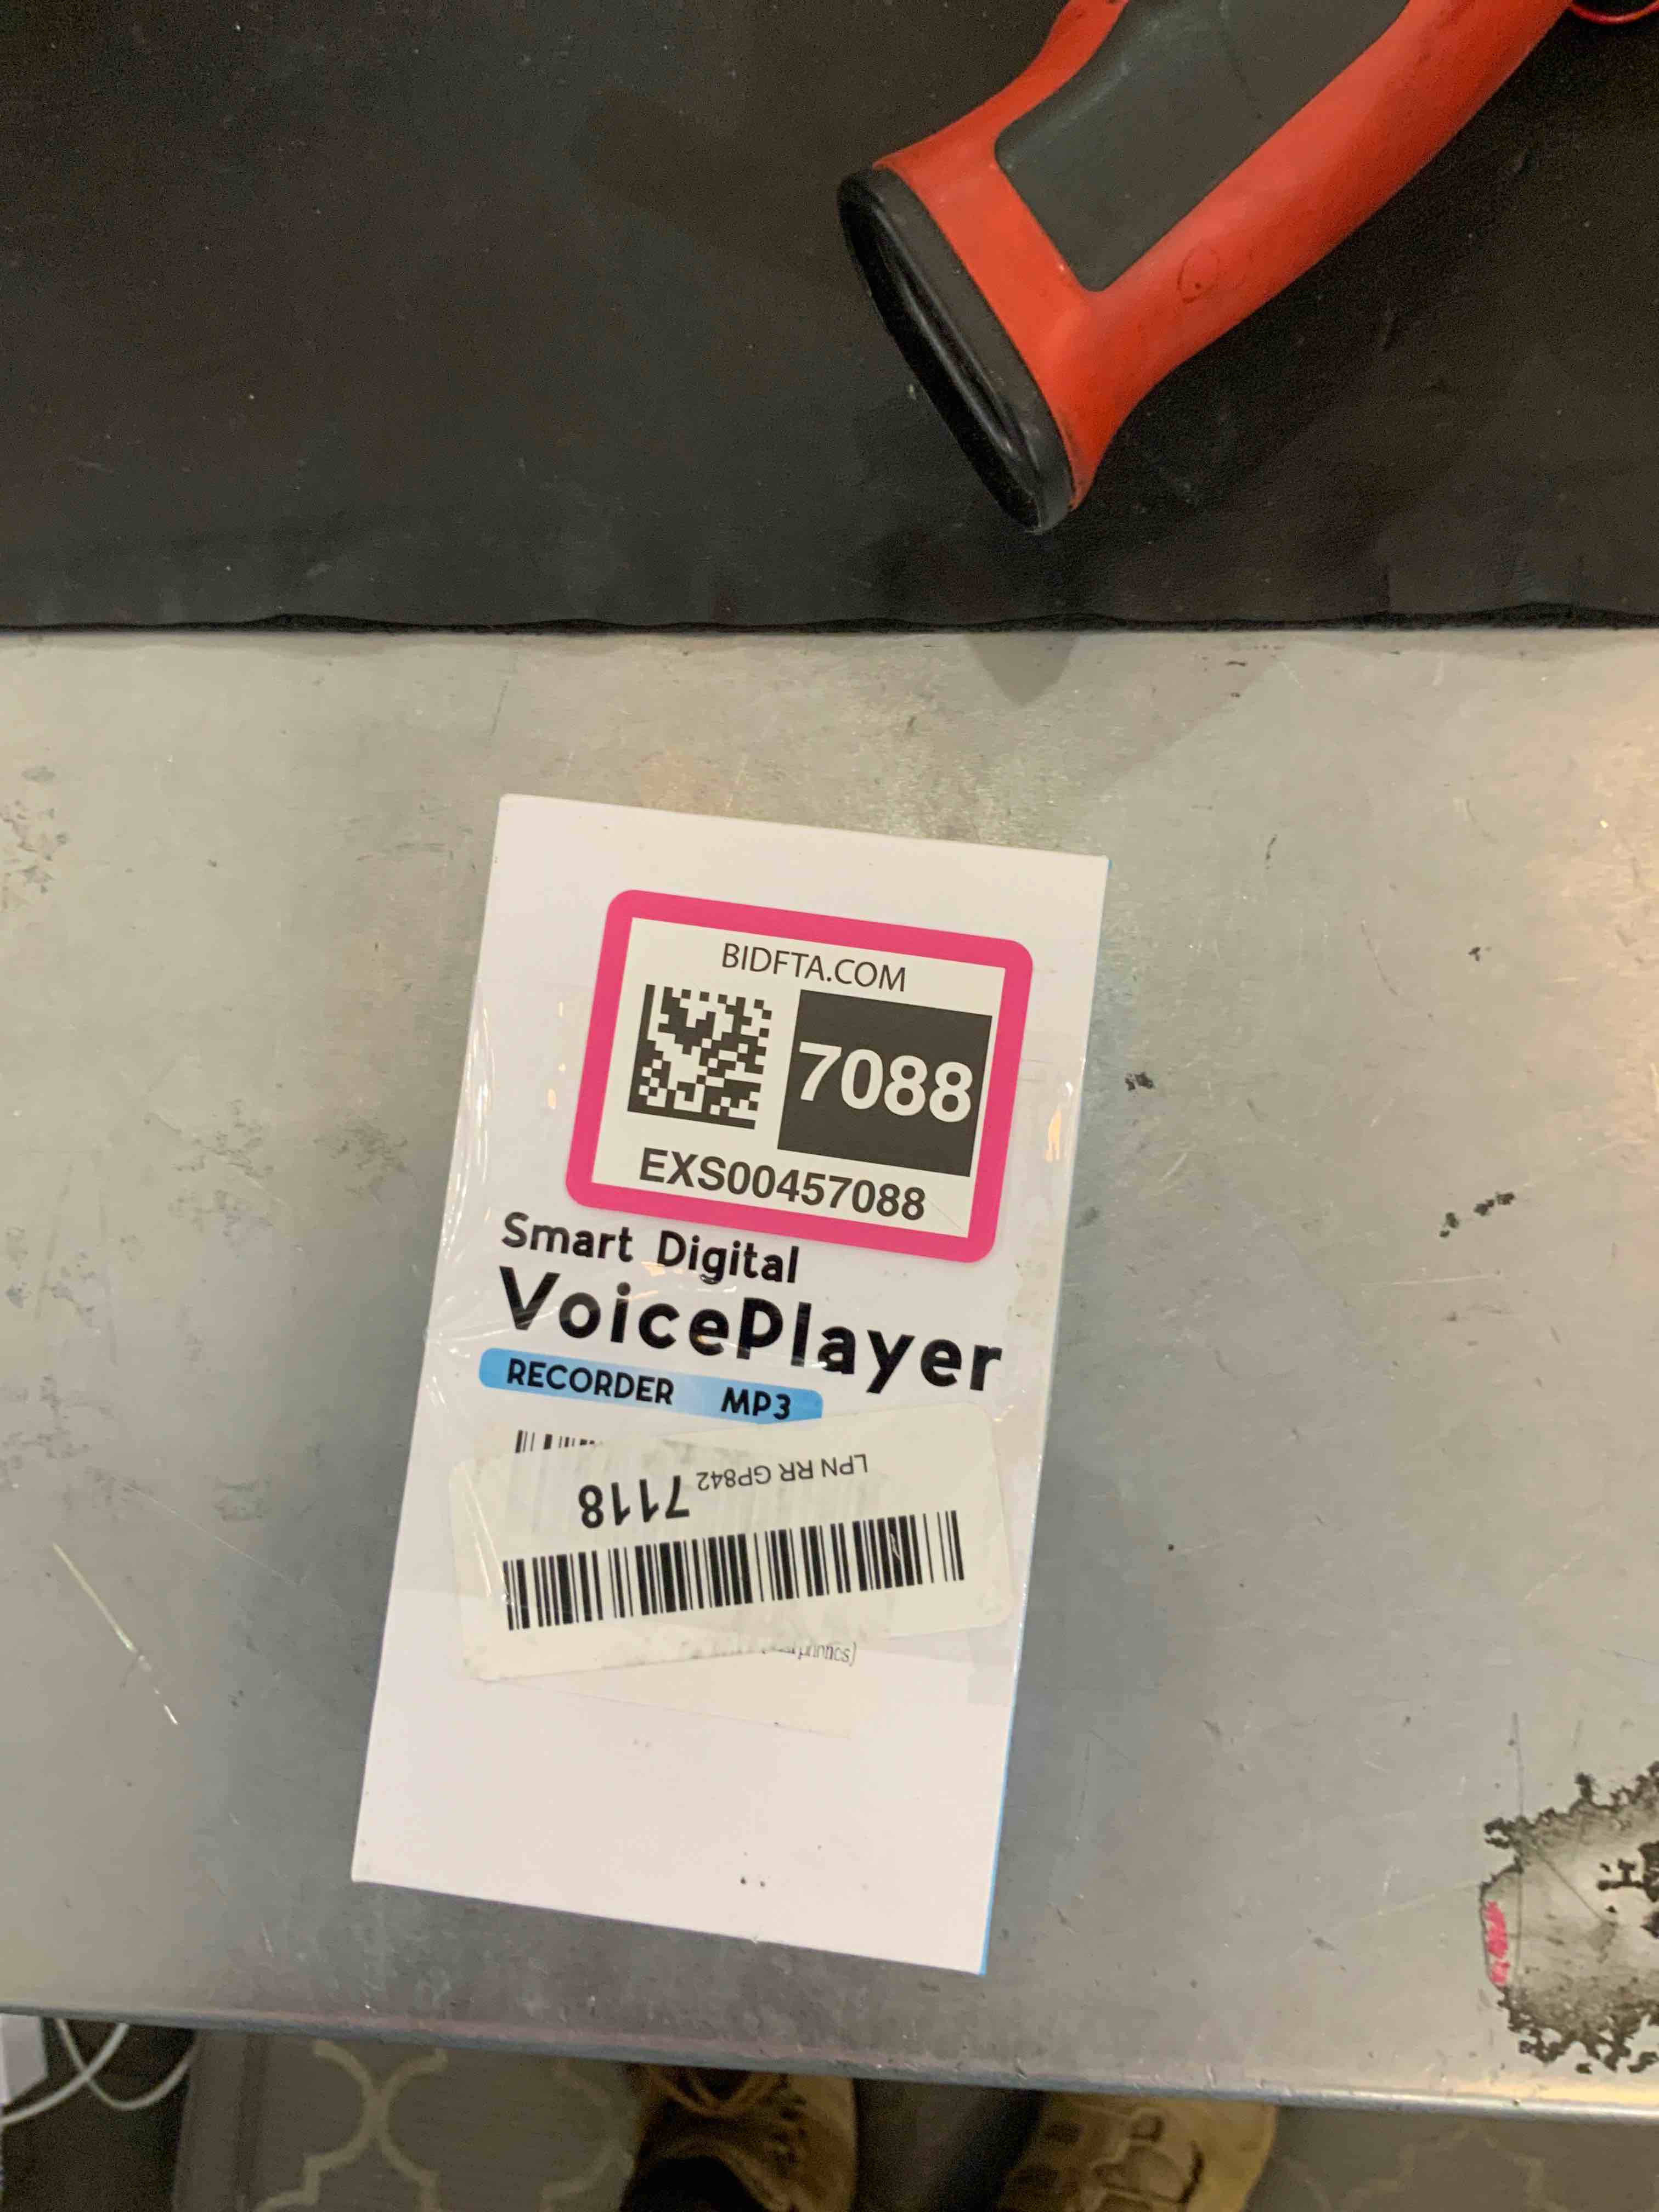 BIDFTA.COM
7088
EXS00457088
Smart Digital
VoicePlayer
RECORDER MP3
LPN RR GP842 7118